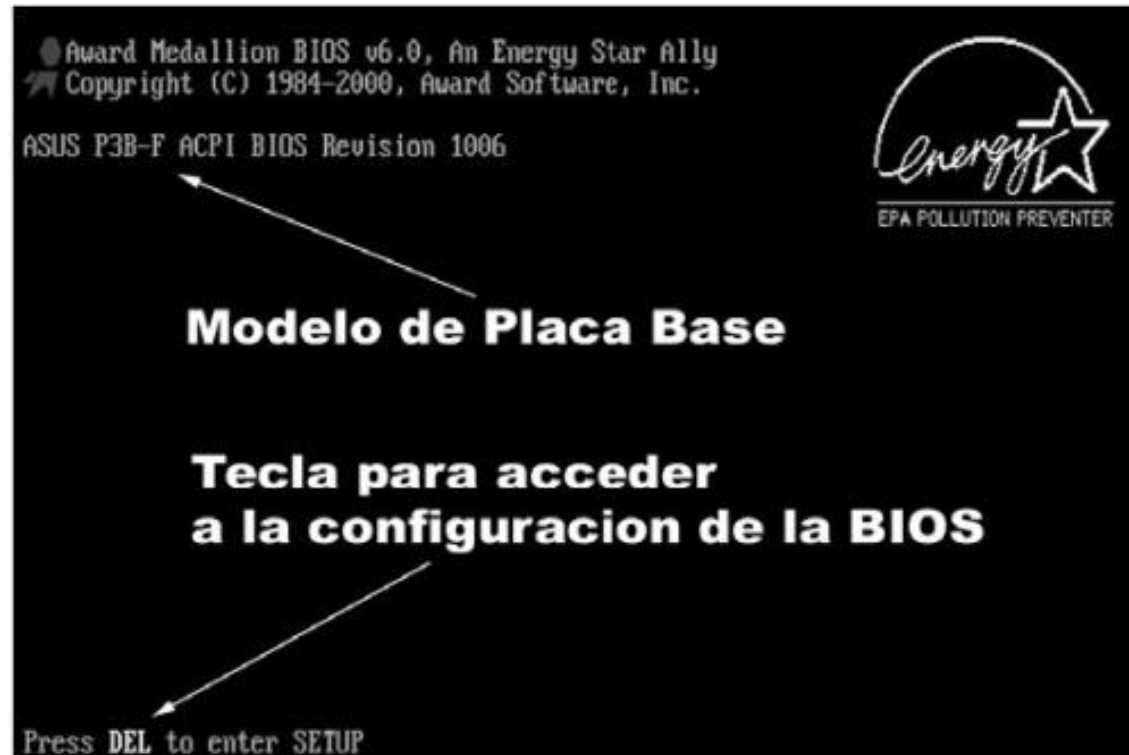 Award Medallion BIOS v6.0, An Energy Star Ally
Copyright (C) 1984-2000, Award Software, Inc.
ASUS P3B-F ACPI BIOS Revision 1006
energy
EPA POLLUTION PREVENTER
Modelo de Placa Base
Tecla para acceder
a la configuracion de la BIOS
Press DEL to enter SETUP